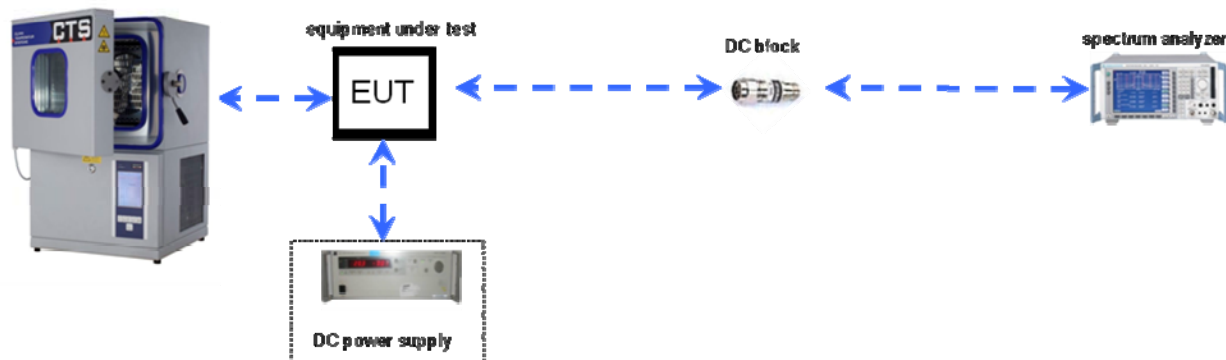 CTS
equipment under test
EUT
DC block
spectrum analyzer
DC power supply